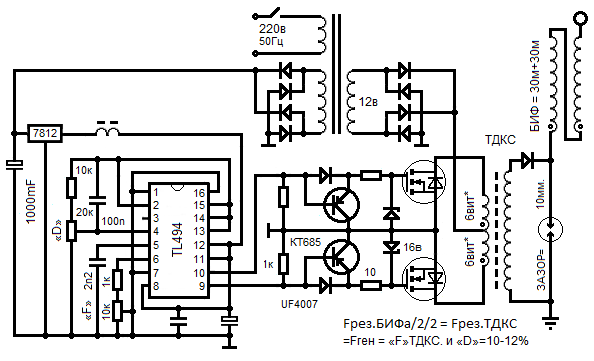 220в
50Гц
12в
БИФ = 30м+30м
7812
1000mF
10к
20к
«D»
100n
1
2
3
4
5
6
7
8
TL494
16
15
14
13
12
11
10
9
2n2
«F»
1к
10к
КТ685
1к
UF4007
10
16в
6вит*
6вит*
ТДКС
10мм.
ЗАЗОР=
Fрез.БИФа/2/2 = Fрез.ТДКС
=Fген = «F»ТДКС. и «D»=10-12%